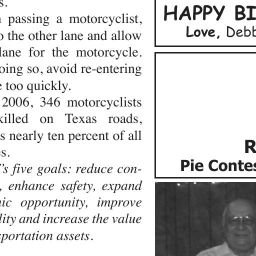 s.
passing a motorcyclist,
o the other lane and allow
lane for the motorcycle.
oing so, avoid re-entering
e too quickly.
2006, 346 motorcyclists
killed on Texas roads,
s nearly ten percent of all
es.
's five goals: reduce con-
, enhance safety, expand
nic opportunity, improve
lity and increase the value
sportation assets.
HAPPY BI
Love, Debb
R
Pie Contes